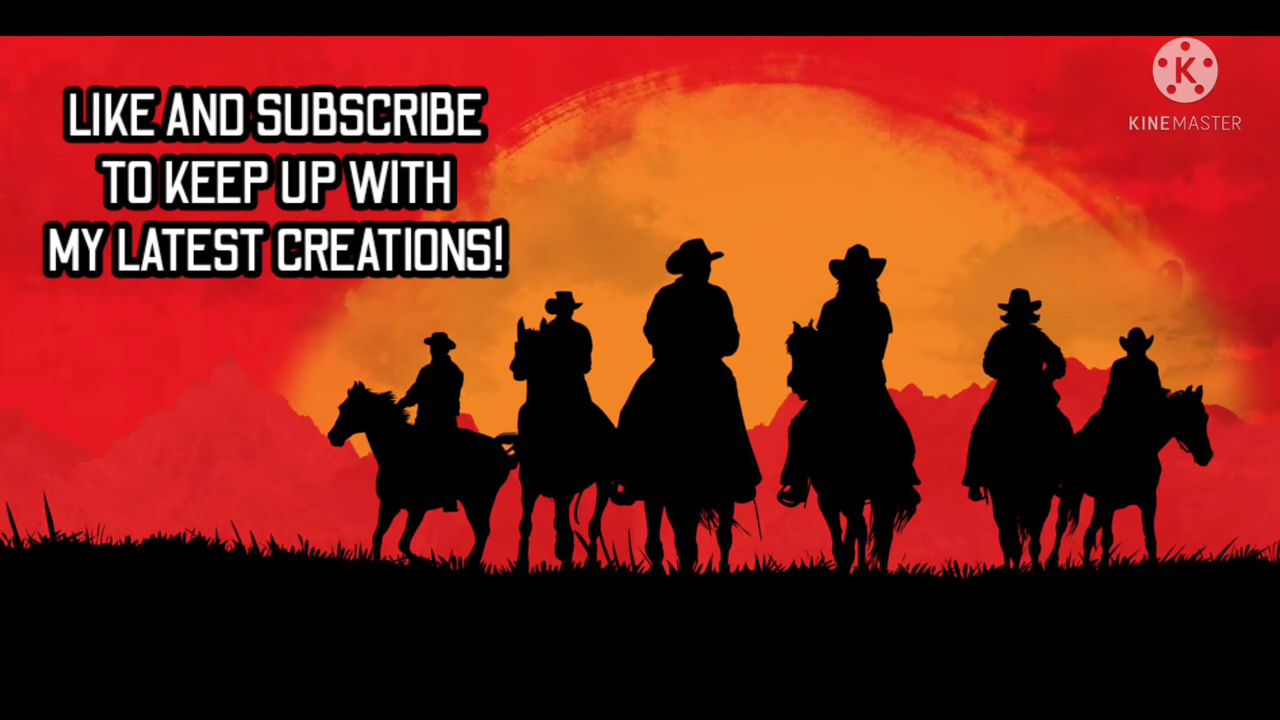 LIKE AND SUBSCRIBE
TO KEEP UP WITH
MY LATEST CREATIONS!
K
KINEMASTER